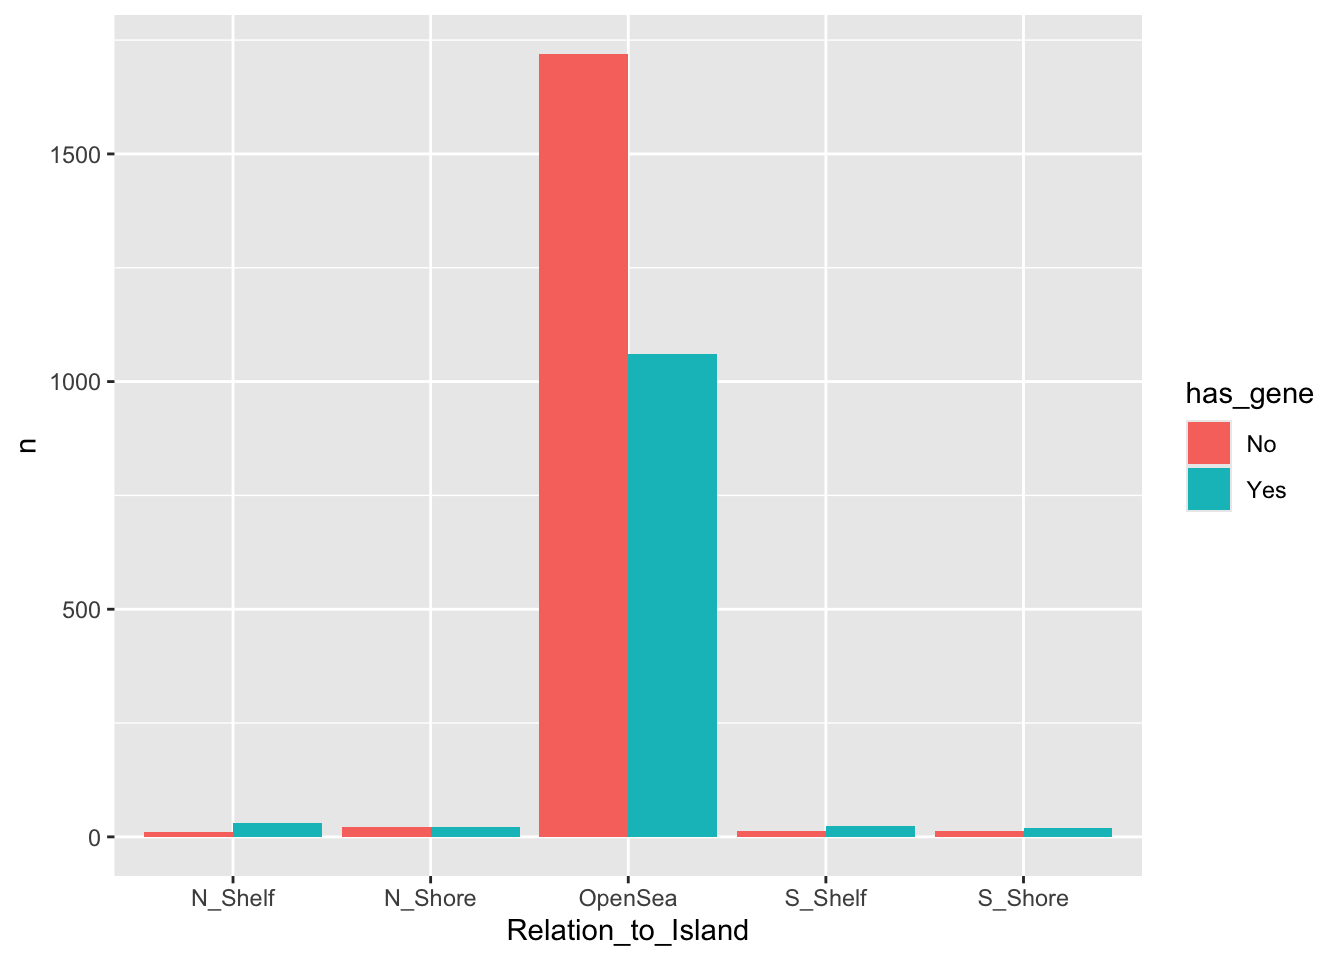 1500
1000
500
0
n
N_Shelf N_Shore OpenSea S_Shelf S_Shore
Relation_to_Island
has_gene
No
Yes